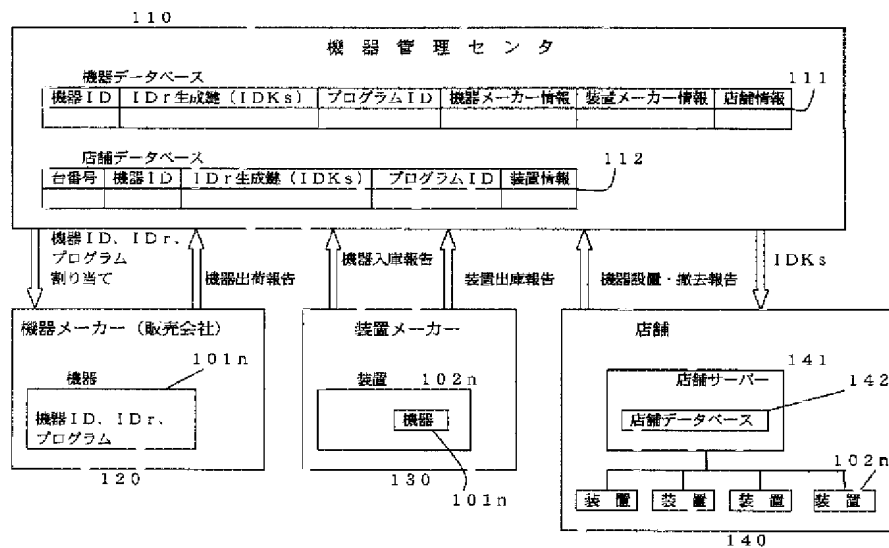 １１０
機器管理センタ
機器データベース
機器ＩＤ ＩＤｒ生成鍵（ＩＤＫｓ） プログラムＩＤ 機器メーカー情報 装置メーカー情報 店舗情報
１１１
店舗データベース
台番号 機器ＩＤ ＩＤｒ生成鍵（ＩＤＫｓ） プログラムＩＤ 装置情報
１１２
機器ＩＤ、ＩＤｒ、
プログラム
割り当て
機器出荷報告
機器入庫報告
装置出庫報告
機器設置・撤去報告
ＩＤＫｓ
機器メーカー（販売会社）
１０１ｎ
機器
機器ＩＤ、ＩＤｒ、
プログラム
１２０
装置メーカー
装置
１０２ｎ
機器
１３０
１０１ｎ
店舗
１４１
店舗サーバー
１４２
店舗データベース
１０２ｎ
装置 装置 装置 装置
１４０